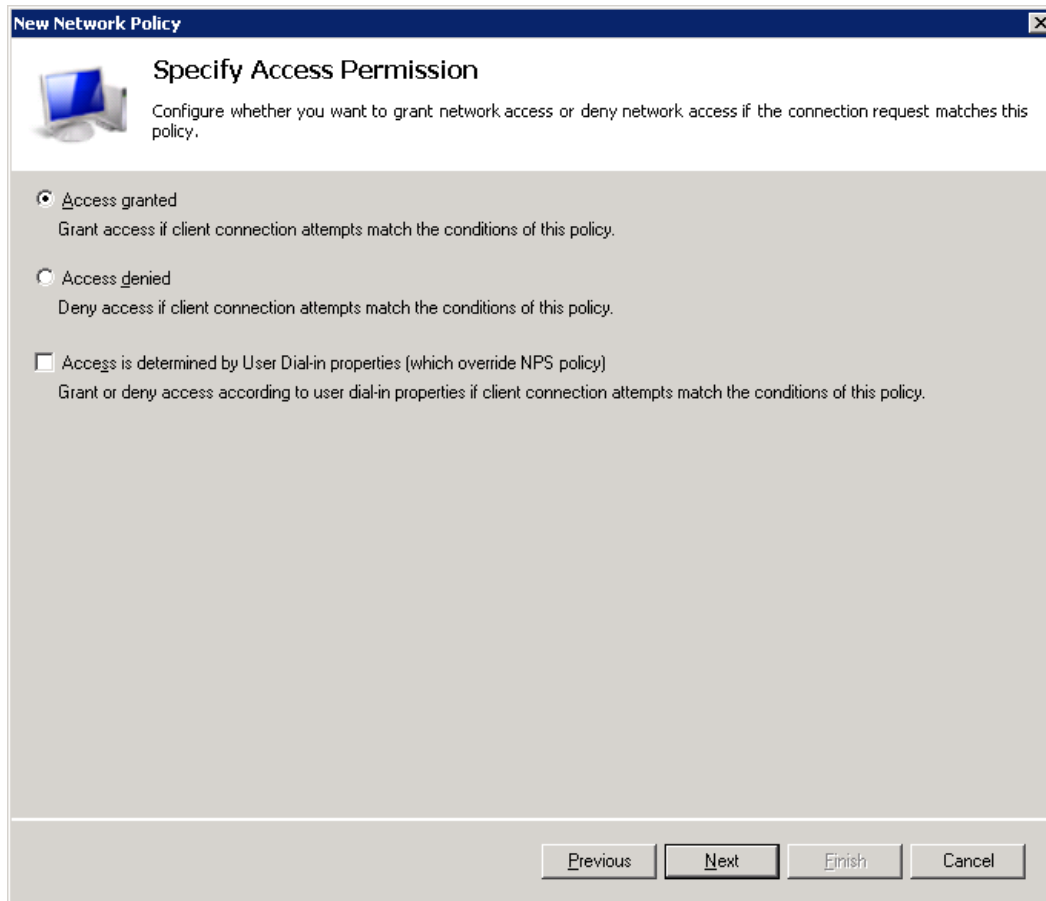 New Network Policy
Specify Access Permission
Configure whether you want to grant network access or deny network access if the connection request matches this
policy.
Access granted
Grant access if client connection attempts match the conditions of this policy.
Access denied
Deny access if client connection attempts match the conditions of this policy.
Access is determined by User Dial-in properties (which override NPS policy)
Grant or deny access according to user dial-in properties if client connection attempts match the conditions of this policy.
Previous Next Finish Cancel